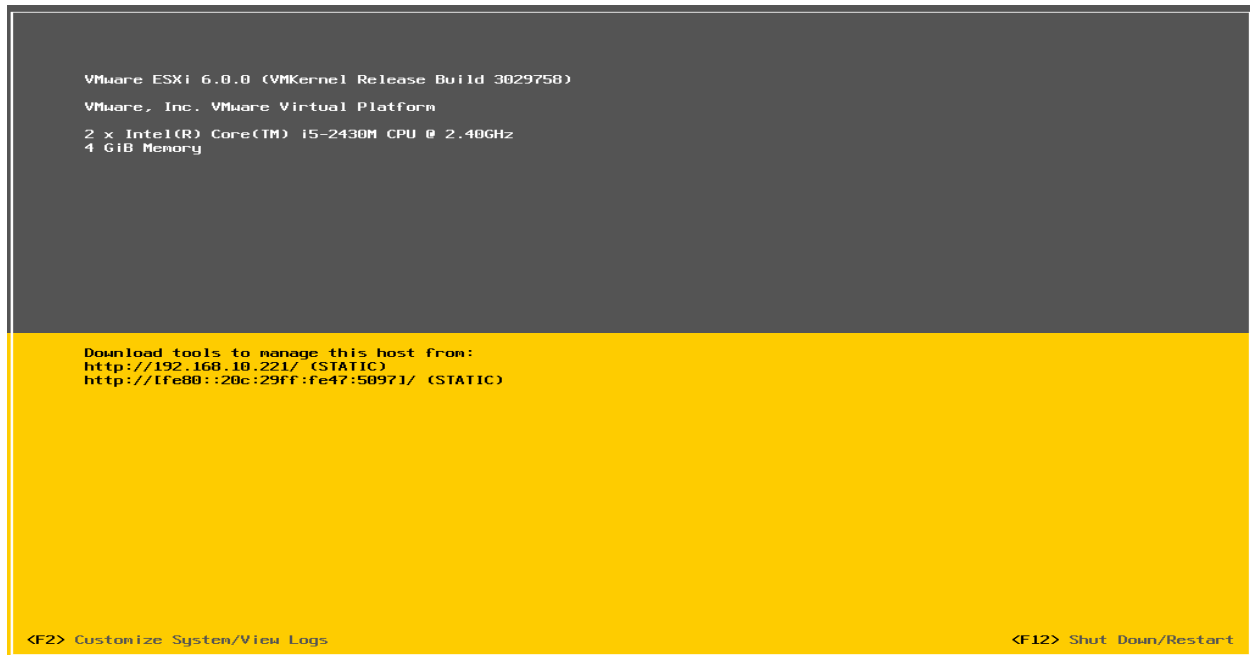 VMware ESXi 6.0.0 (VMKernel Release Build 3029758)
VMware, Inc. VMware Virtual Platform
2 x Intel(R) Core(TM) i5-2430M CPU @ 2.40GHz
4 GiB Memory
Download tools to manage this host from:
http://192.168.10.221/ (STATIC)
http://[fe80::20c:29ff:fe47:5097]/ (STATIC)
<F2> Customize System/View Logs
<F12> Shut Down/Restart